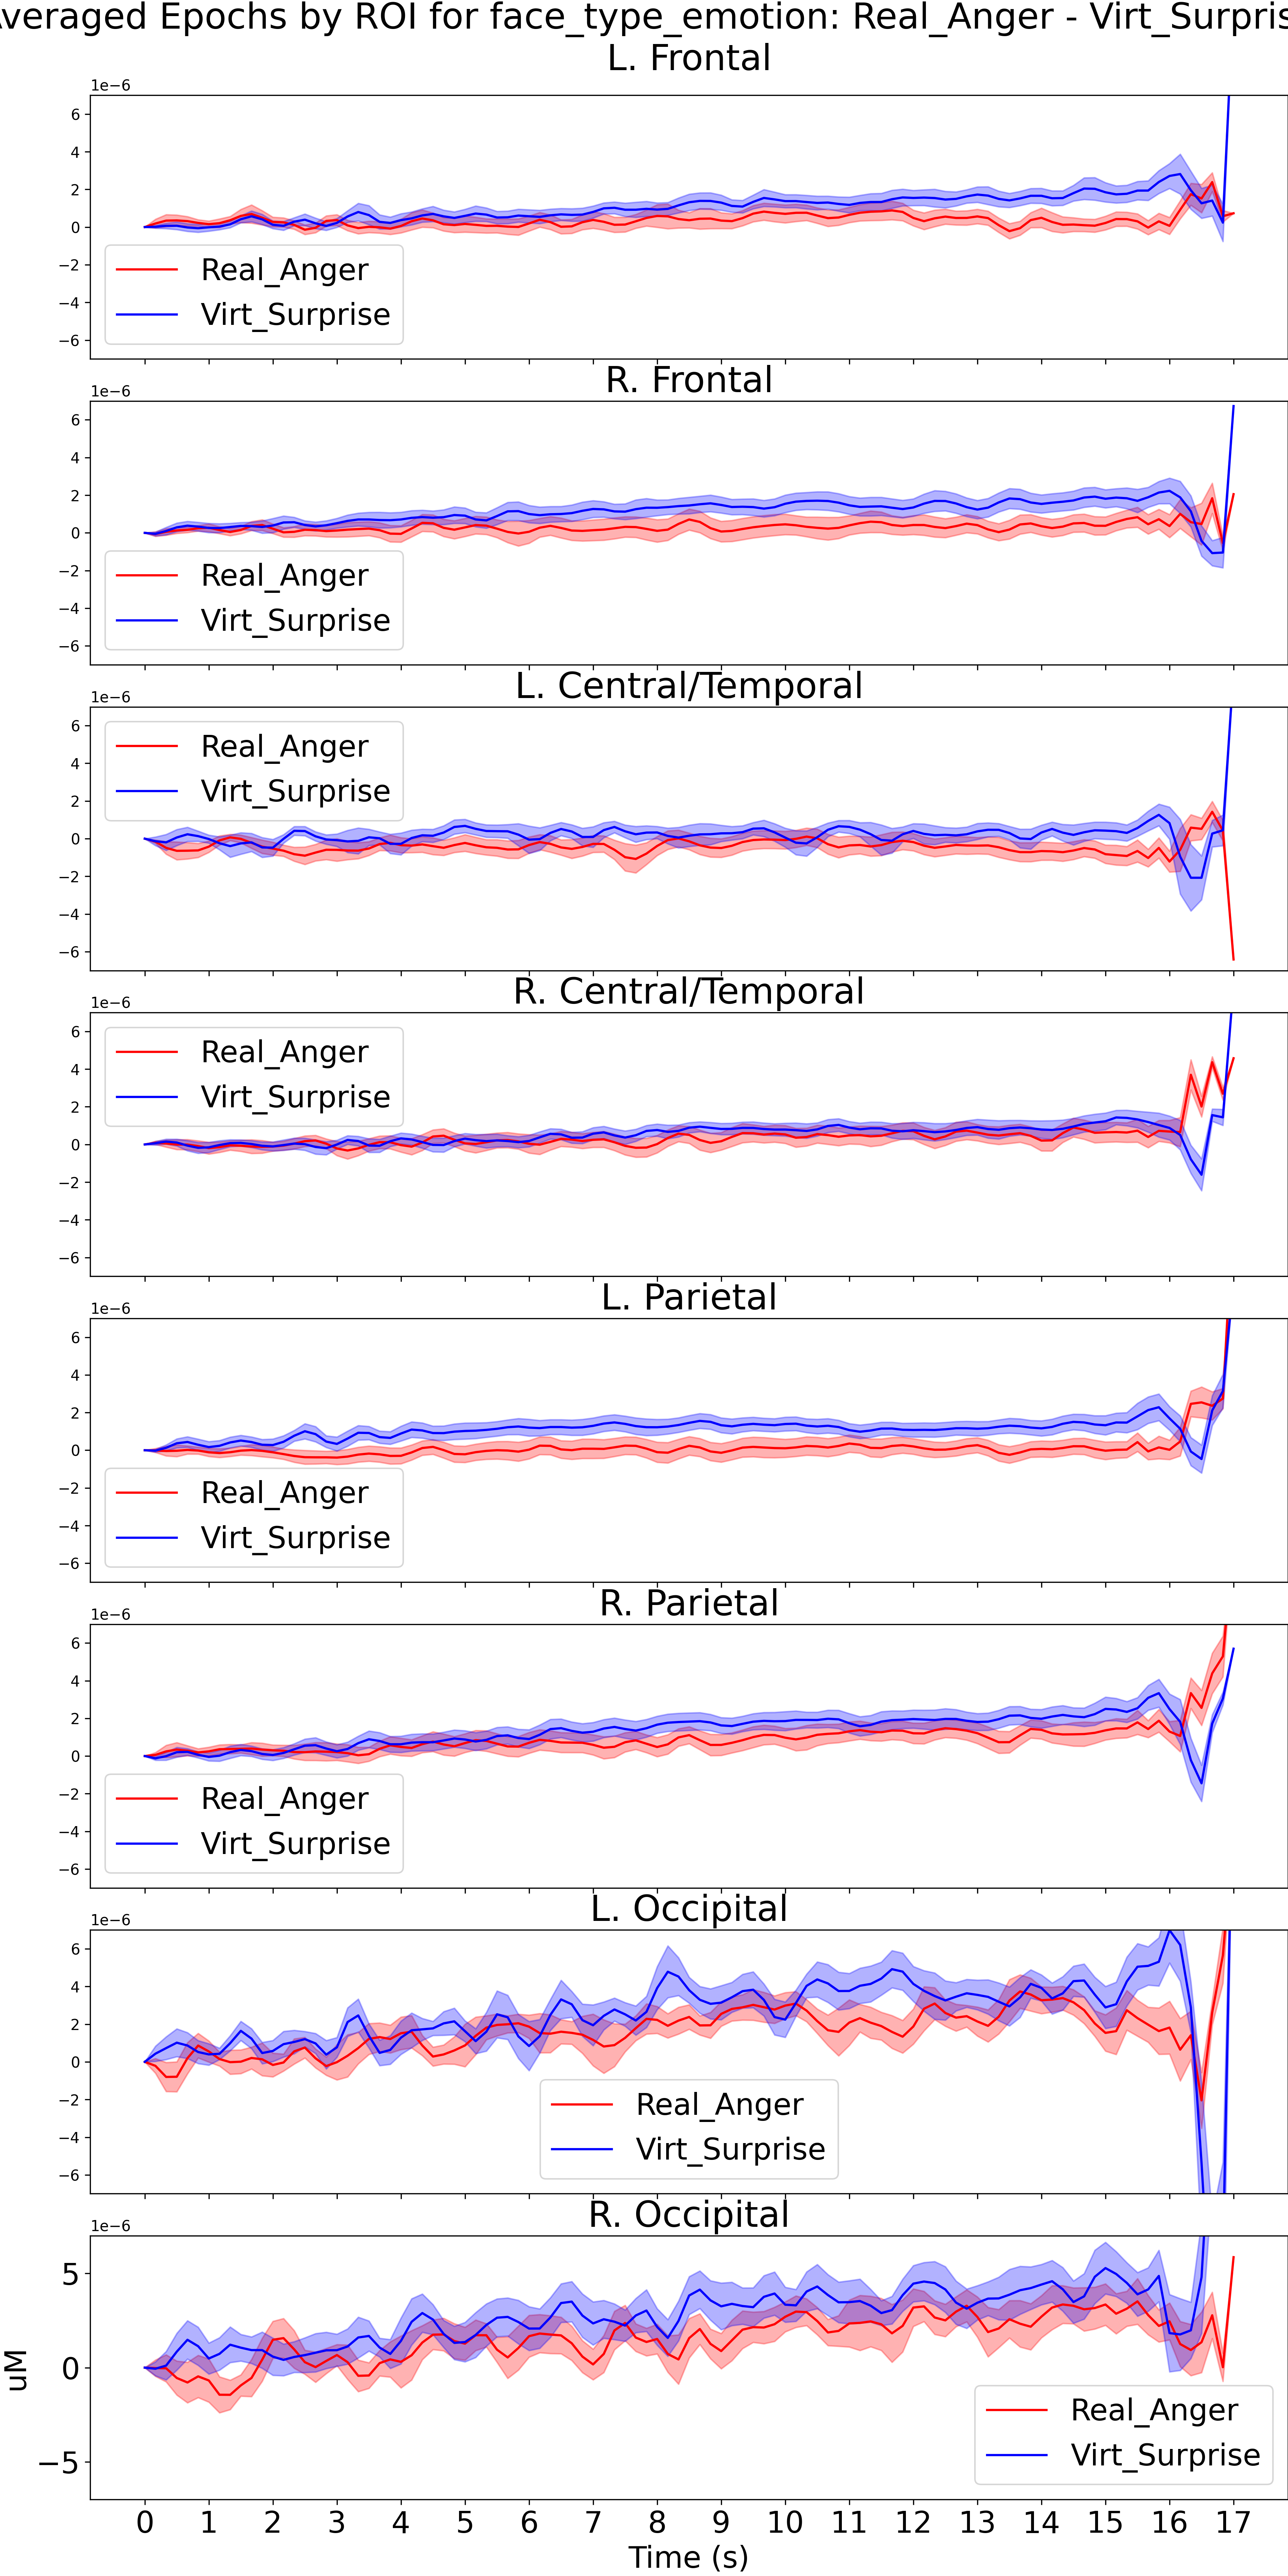 Averaged Epochs by ROI for face_type_emotion: Real_Anger - Virt_Surpris
L. Frontal
1e−6
6
4
2
0
−2
−4
−6
Real_Anger
Virt_Surprise
R. Frontal
1e−6
6
4
2
0
−2
−4
−6
Real_Anger
Virt_Surprise
L. Central/Temporal
1e−6
6
4
2
0
−2
−4
−6
Real_Anger
Virt_Surprise
R. Central/Temporal
1e−6
6
4
2
0
−2
−4
−6
Real_Anger
Virt_Surprise
L. Parietal
1e−6
6
4
2
0
−2
−4
−6
Real_Anger
Virt_Surprise
R. Parietal
1e−6
6
4
2
0
−2
−4
−6
Real_Anger
Virt_Surprise
L. Occipital
1e−6
6
4
2
0
−2
−4
−6
Real_Anger
Virt_Surprise
R. Occipital
1e−6
5
0
−5
uM
Real_Anger
Virt_Surprise
0 1 2 3 4 5 6 7 8 9 10 11 12 13 14 15 16 17
Time (s)